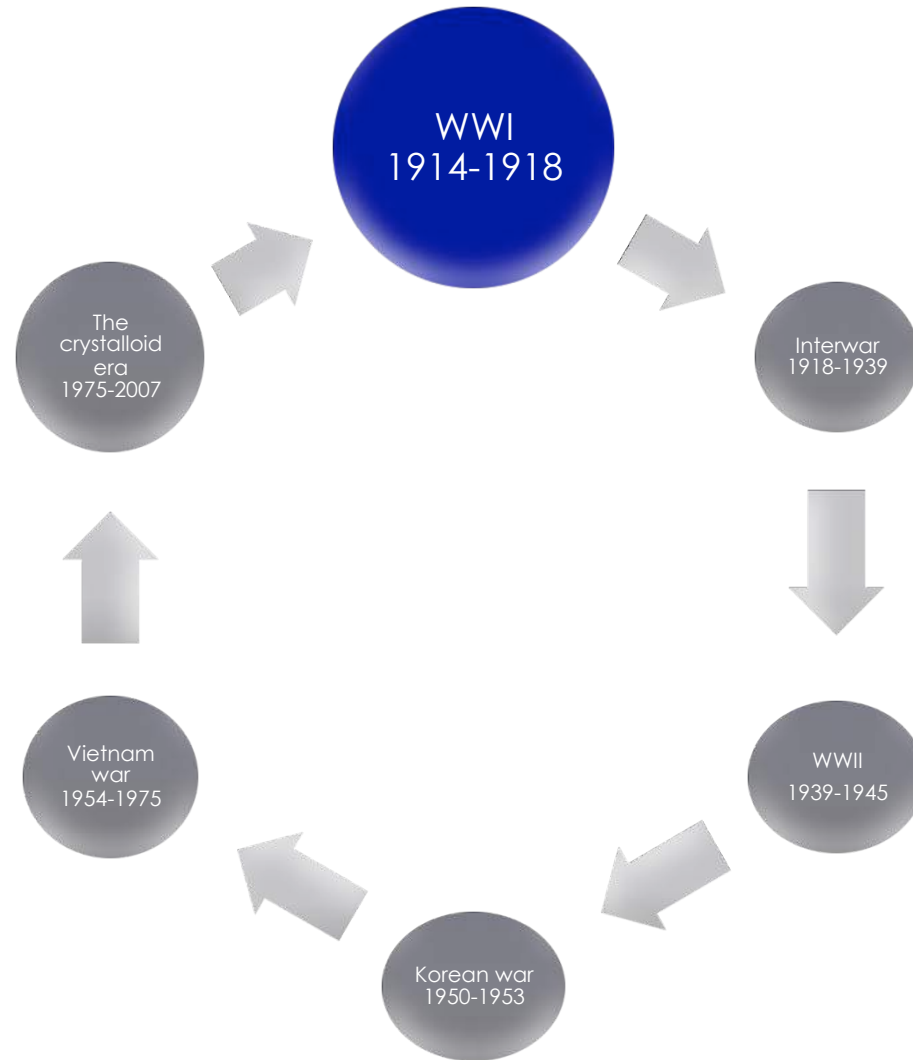 WWI
1914-1918
Interwar
1918-1939
WWII
1939-1945
Korean war
1950-1953
Vietnam
war
1954-1975
The
crystalloid
era
1975-2007